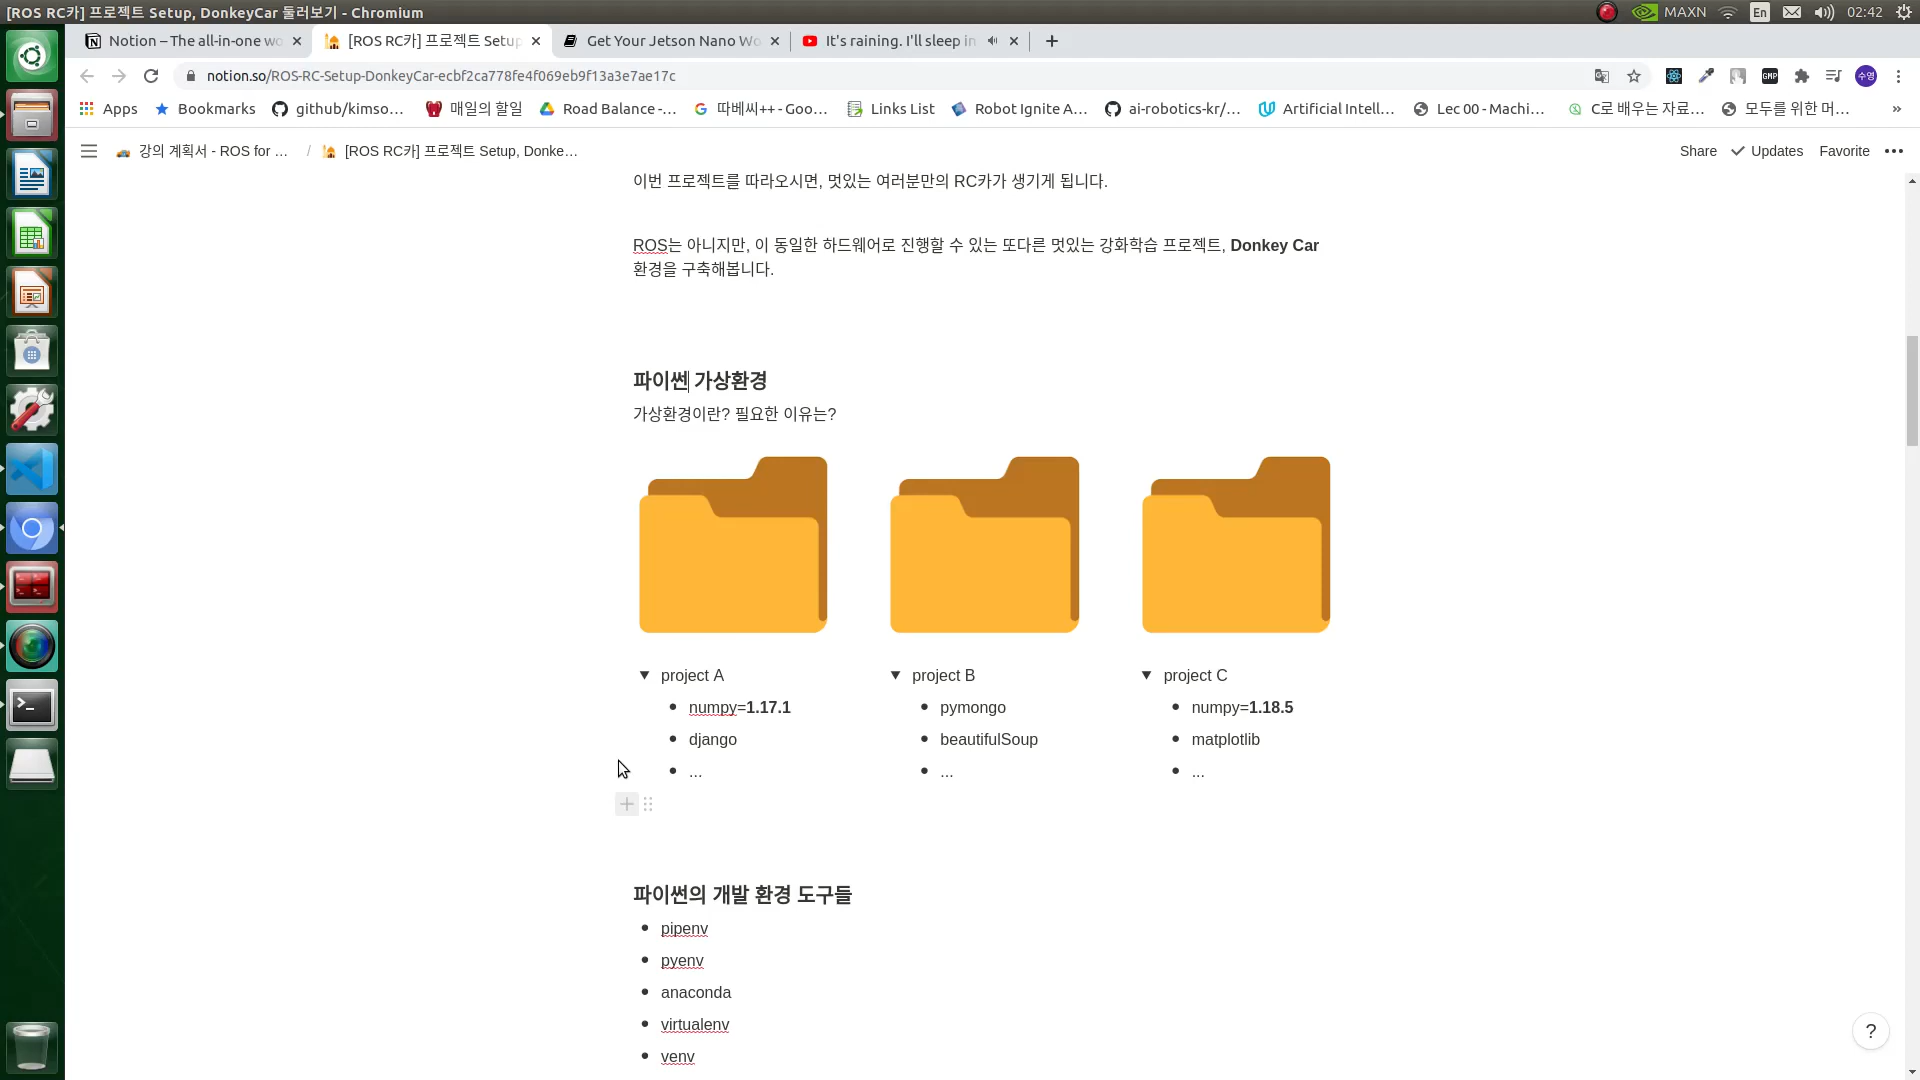 [ROS RC카] 프로젝트 Setup, DonkeyCar 둘러보기 - Chromium
MAXN
En
02:42
Notion – The all-in-one wo
[ROS RC카] 프로젝트 Setup
Get Your Jetson Nano Wo
It's raining. I'll sleep in
notion.so/ROS-RC-Setup-DonkeyCar-ecbf2ca778fe4f069eb9f13a3e7ae17c
GMP
수영
Apps
Bookmarks
github/kimso...
매일의 할일
Road Balance -...
따베씨++ - Goo...
Links List
Robot Ignite A...
ai-robotics-kr/...
Artificial Intell...
Lec 00 - Machi...
C로 배우는 자료...
모두를 위한 머...
»
강의 계획서 - ROS for ...
/
[ROS RC카] 프로젝트 Setup, Donke...
Share
Updates
Favorite
이번 프로젝트를 따라오시면, 멋있는 여러분만의 RC카가 생기게 됩니다.
ROS는 아니지만, 이 동일한 하드웨어로 진행할 수 있는 또다른 멋있는 강화학습 프로젝트, Donkey Car
환경을 구축해봅니다.
파이썬 가상환경
가상환경이란? 필요한 이유는?
project A
numpy=1.17.1
django
...
project B
pymongo
beautifulSoup
...
project C
numpy=1.18.5
matplotlib
...
파이썬의 개발 환경 도구들
pipenv
pyenv
anaconda
virtualenv
venv
?